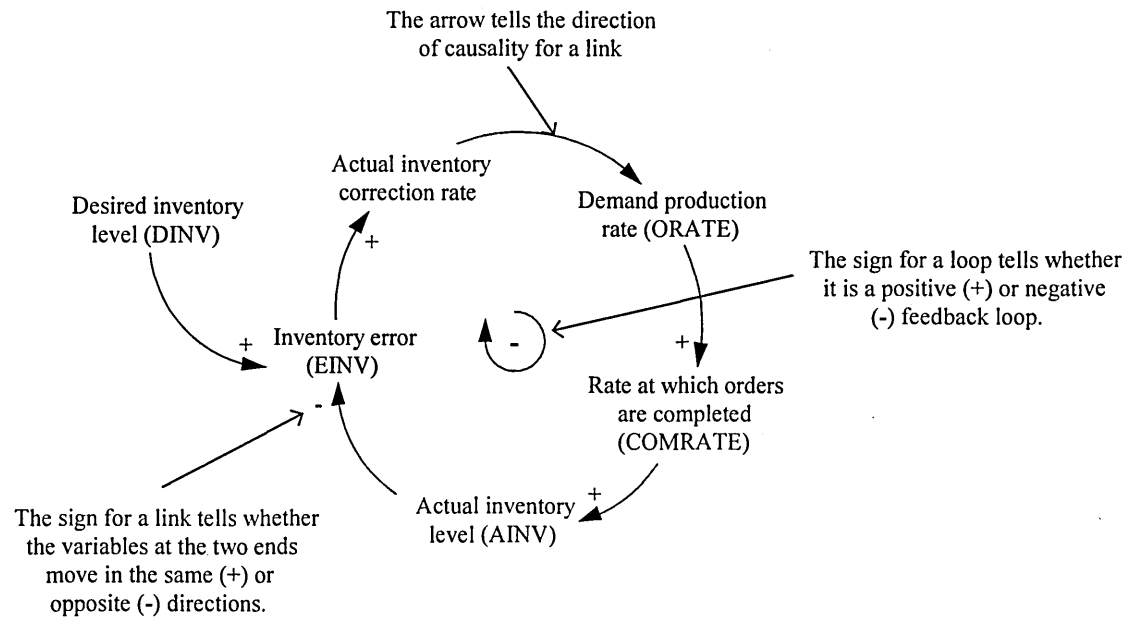 The arrow tells the direction
of causality for a link
Actual inventory
correction rate
Desired inventory
level (DINV)
Demand production
rate (ORATE)
+
The sign for a loop tells whether
it is a positive (+) or negative
(-) feedback loop.
+
Inventory error
(EINV)
-
+
Rate at which orders
are completed
(COMRATE)
-
+
Actual inventory
level (AINV)
The sign for a link tells whether
the variables at the two ends
move in the same (+) or
opposite (-) directions.